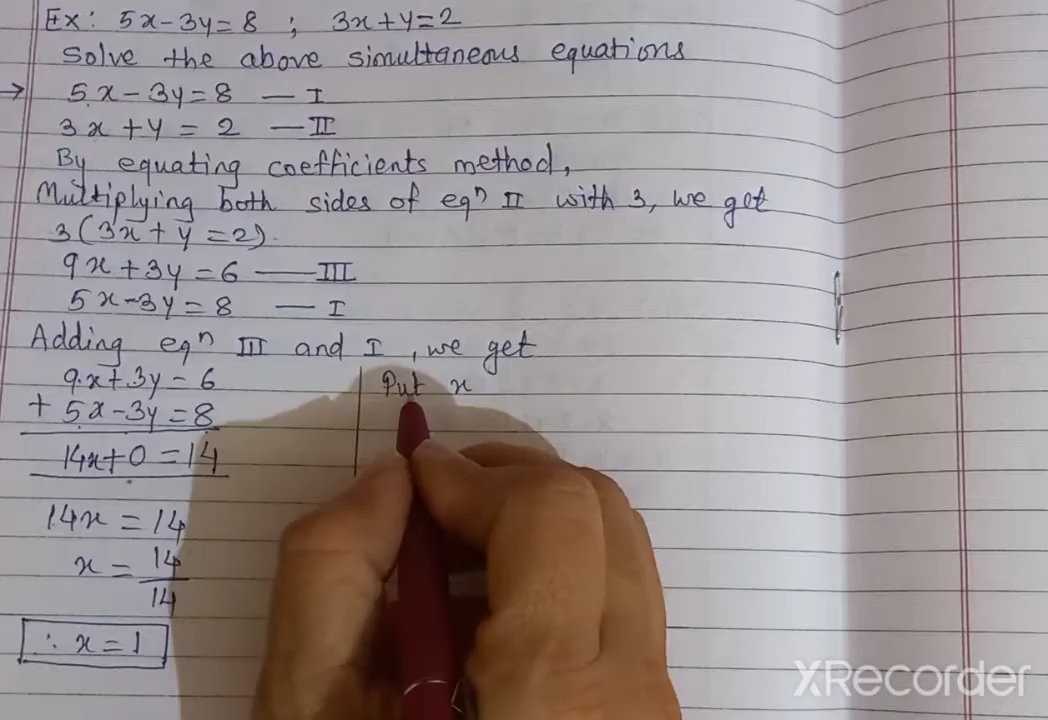 Ex: 5x-3y=8 ; 3x+y=2
Solve the above simultaneous equations
→ 5x-3y=8 — I
3x+y = 2 — II
By equating coefficients method,
Multiplying both sides of eqⁿ II with 3, we get
3(3x+y=2).
9x+3y=6 — III
5x-3y=8 — I
Adding eqⁿ III and I, we get
9x+3y-6
+ 5x-3y=8
14x+0=14
14x=14
x=14/14
∴ x=1
Put x
XRecorder